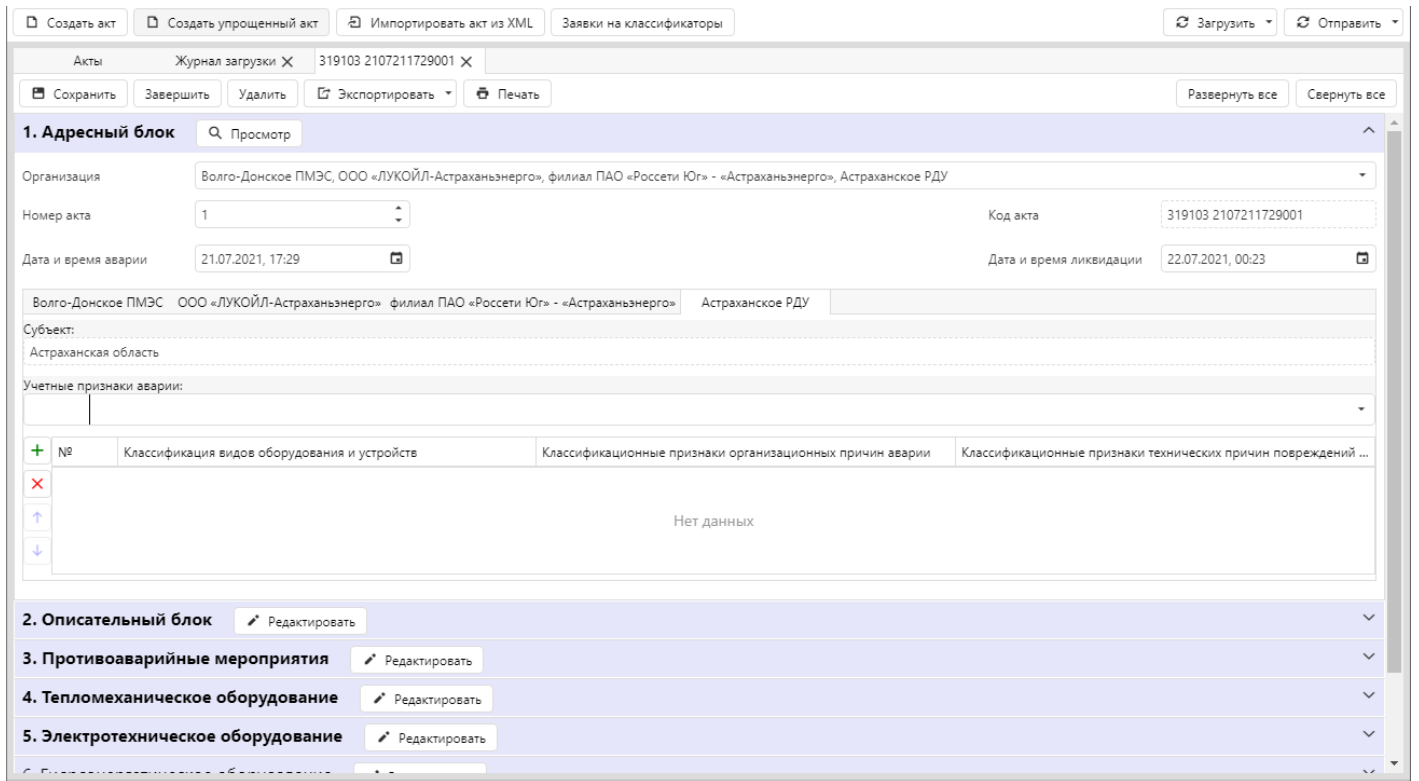 Создать акт Создать упрощенный акт Импортировать акт из XML Заявки на классификаторы Загрузить Отправить
Акты Журнал загрузки 319103 2107211729001
Сохранить Завершить Удалить Экспортировать Печать Развернуть все Свернуть все
1. Адресный блок Просмотр
Организация Волго-Донское ПМЭС, ООО «ЛУКОЙЛ-Астраханьэнерго», филиал ПАО «Россети Юг» - «Астраханьэнерго», Астраханское РДУ
Номер акта 1 Код акта 319103 2107211729001
Дата и время аварии 21.07.2021, 17:29 Дата и время ликвидации 22.07.2021, 00:23
Волго-Донское ПМЭС ООО «ЛУКОЙЛ-Астраханьэнерго» филиал ПАО «Россети Юг» - «Астраханьэнерго» Астраханское РДУ
Субъект:
Астраханская область
Учетные признаки аварии:
№ Классификация видов оборудования и устройств Классификационные признаки организационных причин аварии Классификационные признаки технических причин повреждений ...
Нет данных
2. Описательный блок Редактировать
3. Противоаварийные мероприятия Редактировать
4. Тепломеханическое оборудование Редактировать
5. Электротехническое оборудование Редактировать